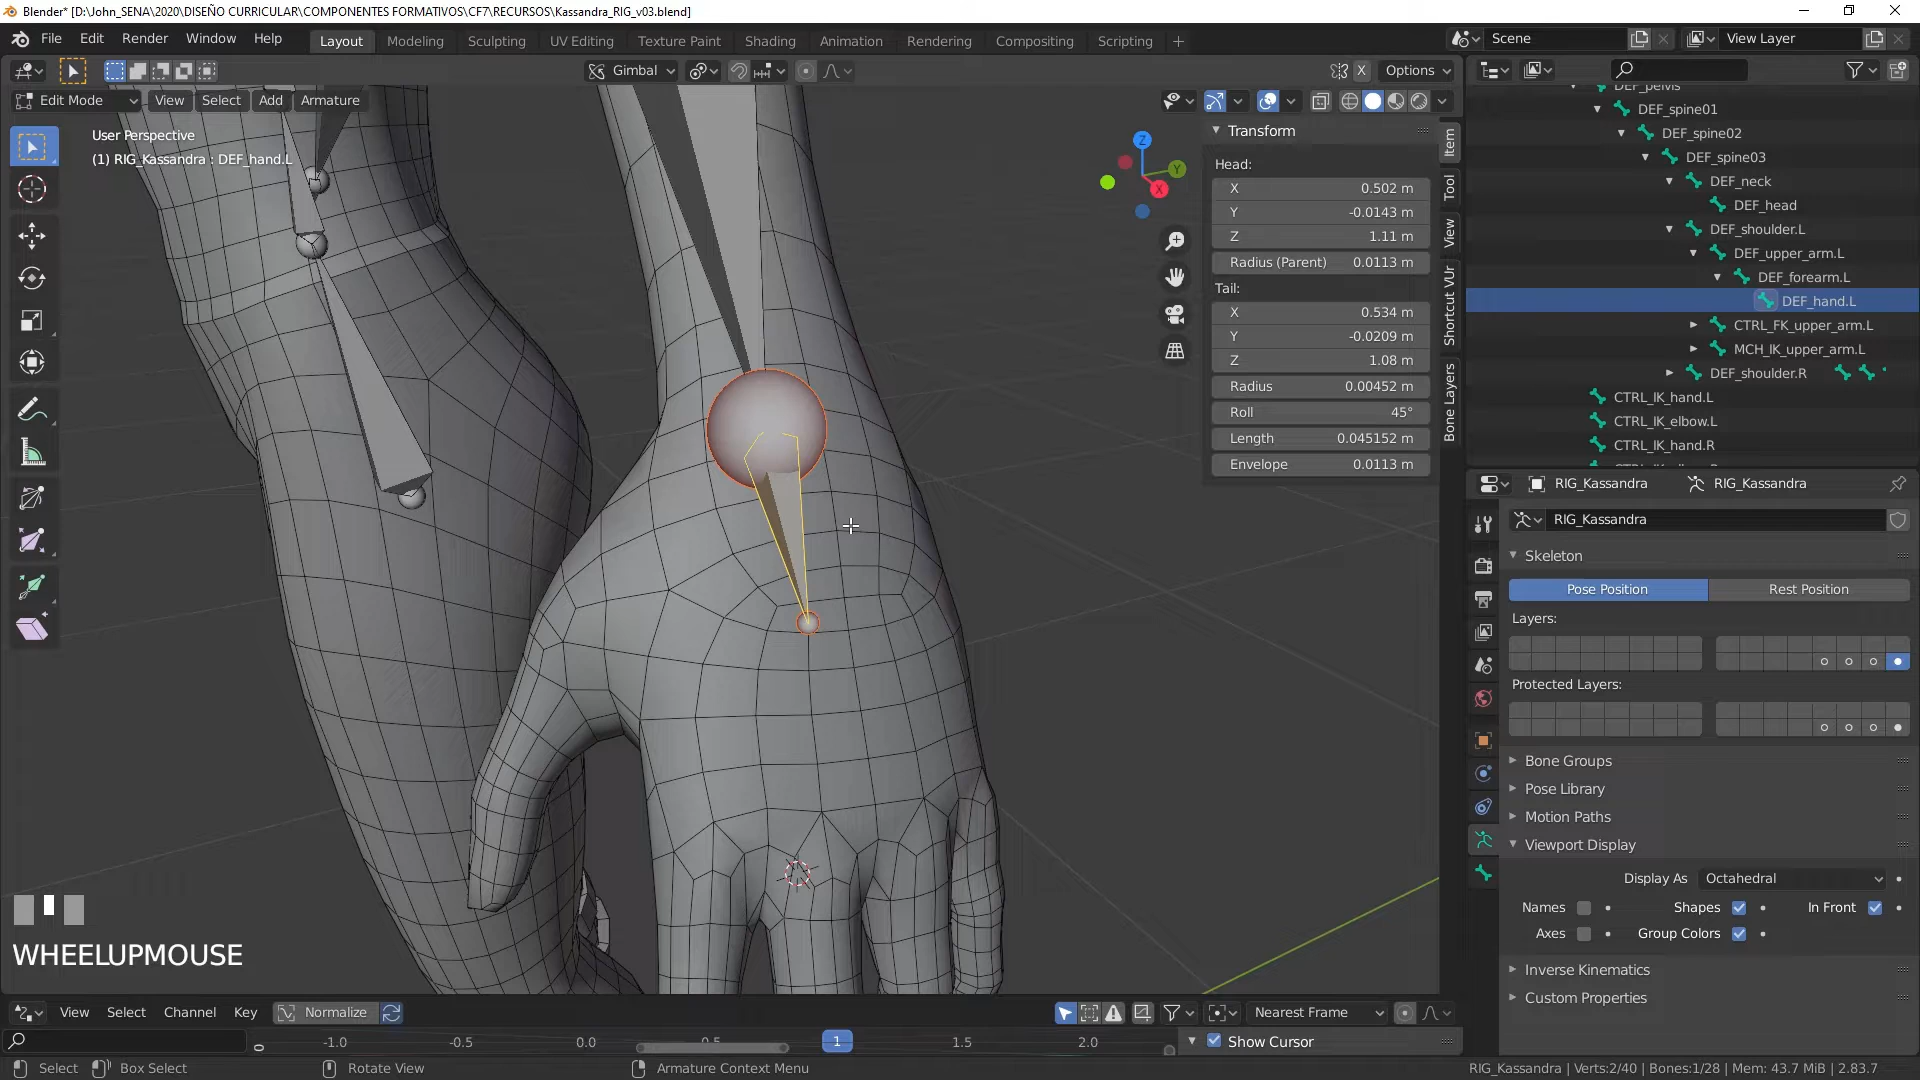 Blender* [D:\John_SENA\2020\DISEÑO CURRICULAR\COMPONENTES FORMATIVOS\CF7\RECURSOS\Kassandra_RIG_v03.blend]
File Edit Render Window Help Layout Modeling Sculpting UV Editing Texture Paint Shading Animation Rendering Compositing Scripting + Scene View Layer
Gimbal X Options
Edit Mode View Select Add Armature
User Perspective
(1) RIG_Kassandra : DEF_hand.L
Z
Y
X
Transform
Head:
X 0.502 m
Y -0.0143 m
Z 1.11 m
Radius (Parent) 0.0113 m
Tail:
X 0.534 m
Y -0.0209 m
Z 1.08 m
Radius 0.00452 m
Roll 45°
Length 0.045152 m
Envelope 0.0113 m
Item
Tool
View
Shortcut VUr
Bone Layers
DEF_pelvis
DEF_spine01
DEF_spine02
DEF_spine03
DEF_neck
DEF_head
DEF_shoulder.L
DEF_upper_arm.L
DEF_forearm.L
DEF_hand.L
CTRL_FK_upper_arm.L
MCH_IK_upper_arm.L
DEF_shoulder.R
CTRL_IK_hand.L
CTRL_IK_elbow.L
CTRL_IK_hand.R
RIG_Kassandra RIG_Kassandra
RIG_Kassandra
Skeleton
Pose Position Rest Position
Layers:
Protected Layers:
Bone Groups
Pose Library
Motion Paths
Viewport Display
Display As Octahedral
Names Shapes In Front
Axes Group Colors
Inverse Kinematics
Custom Properties
WHEELUPMOUSE
View Select Channel Key Normalize Nearest Frame
-1.0 -0.5 0.0 0.5 1 1.5 2.0 Show Cursor
Select Box Select Rotate View Armature Context Menu RIG_Kassandra | Verts:2/40 | Bones:1/28 | Mem: 43.7 MiB | 2.83.7